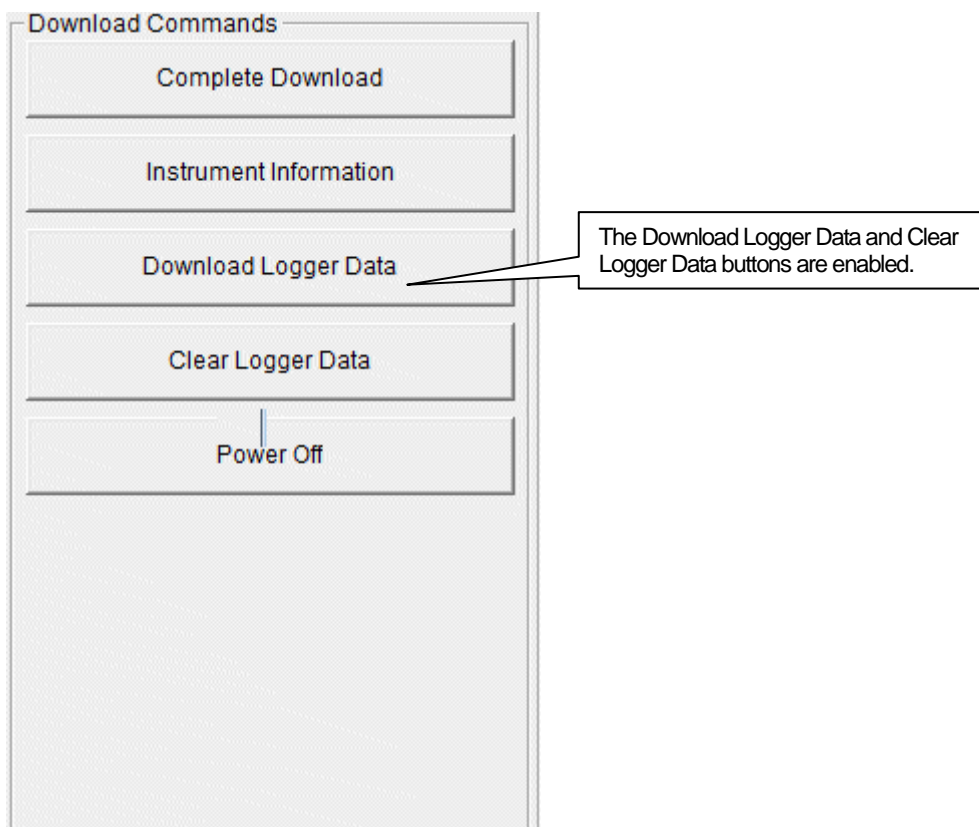 Download Commands
Complete Download
Instrument Information
Download Logger Data
The Download Logger Data and Clear
Logger Data buttons are enabled.
Clear Logger Data
Power Off